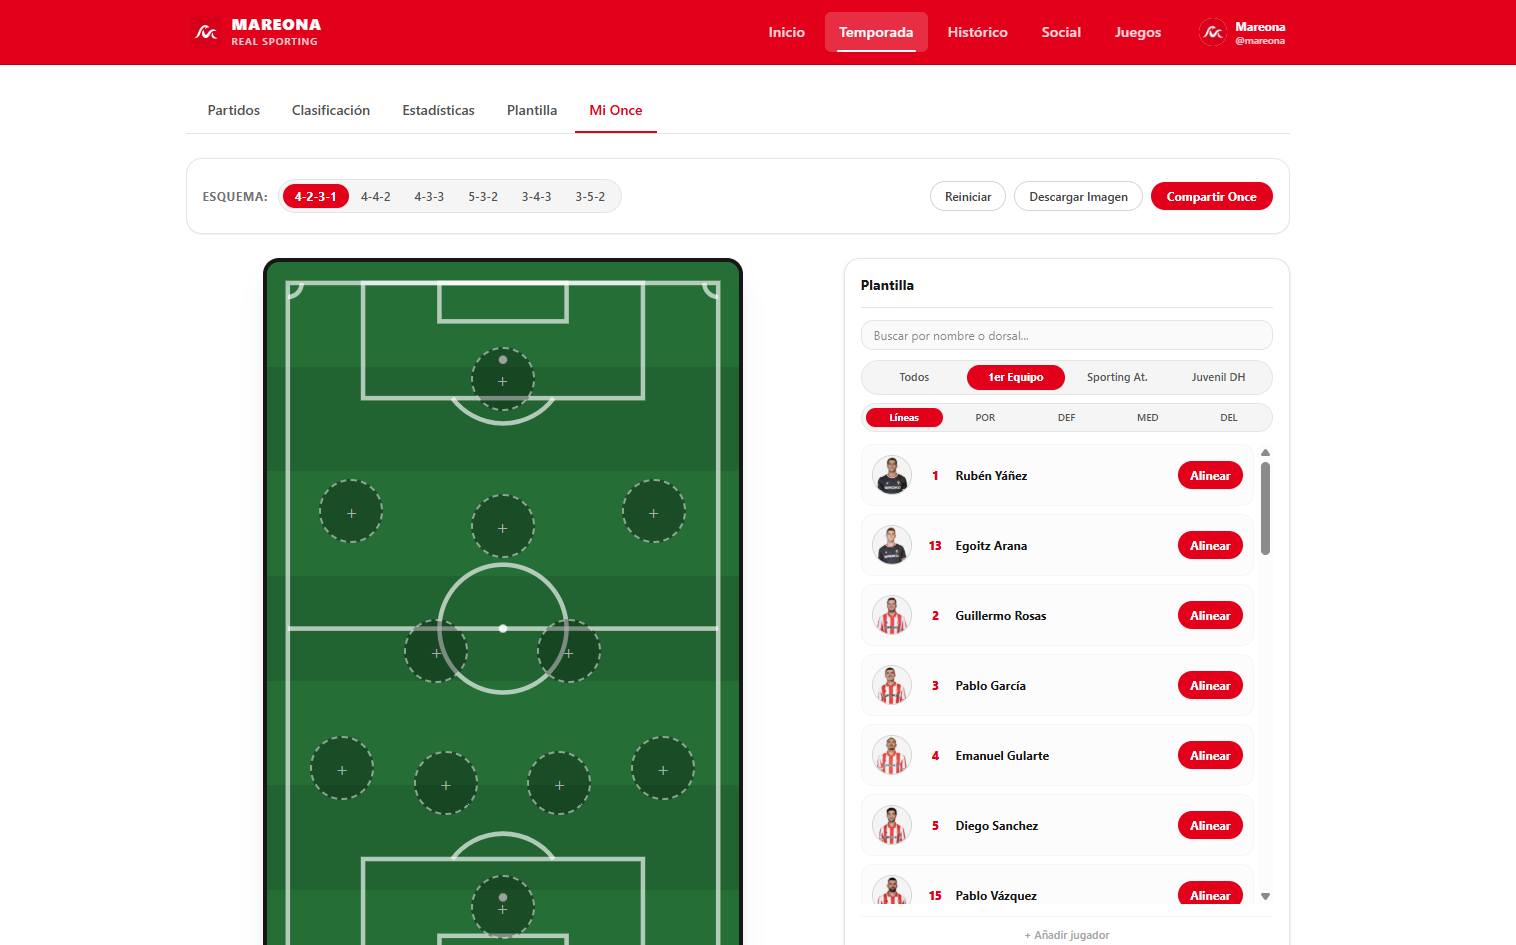 MAREONA
REAL SPORTING
Inicio
Temporada
Histórico
Social
Juegos
Mareona
@mareona
Partidos
Clasificación
Estadísticas
Plantilla
Mi Once
ESQUEMA:
4-2-3-1
4-4-2
4-3-3
5-3-2
3-4-3
3-5-2
Reiniciar
Descargar Imagen
Compartir Once
+
+
+
+
+
+
+
+
+
+
+
Plantilla
Buscar por nombre o dorsal...
Todos
1er Equipo
Sporting At.
Juvenil DH
Líneas
POR
DEF
MED
DEL
1 Rubén Yáñez Alinear
13 Egoitz Arana Alinear
2 Guillermo Rosas Alinear
3 Pablo García Alinear
4 Emanuel Gularte Alinear
5 Diego Sanchez Alinear
15 Pablo Vázquez Alinear
+ Añadir jugador